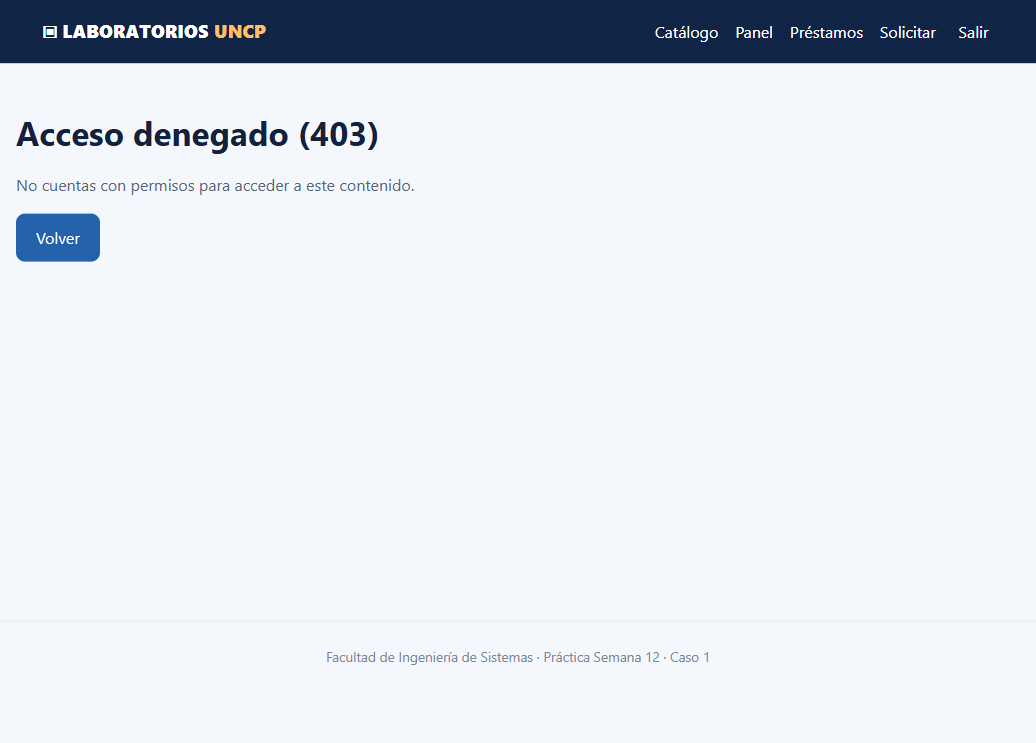 LABORATORIOS UNCP
Catálogo Panel Préstamos Solicitar Salir
Acceso denegado (403)
No cuentas con permisos para acceder a este contenido.
Volver
Facultad de Ingeniería de Sistemas · Práctica Semana 12 · Caso 1